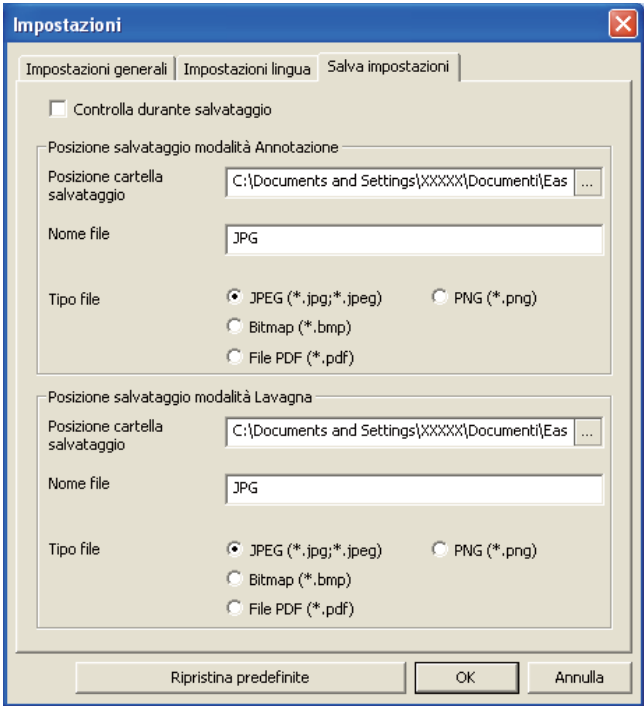 Impostazioni
Impostazioni generali Impostazioni lingua Salva impostazioni
Controlla durante salvataggio
Posizione salvataggio modalità Annotazione
Posizione cartella salvataggio
C:\Documents and Settings\XXXXX\Documenti\Eas ...
Nome file JPG
Tipo file JPEG (*.jpg;*.jpeg) PNG (*.png)
Bitmap (*.bmp)
File PDF (*.pdf)
Posizione salvataggio modalità Lavagna
Posizione cartella salvataggio
C:\Documents and Settings\XXXXX\Documenti\Eas ...
Nome file JPG
Tipo file JPEG (*.jpg;*.jpeg) PNG (*.png)
Bitmap (*.bmp)
File PDF (*.pdf)
Ripristina predefinite OK Annulla